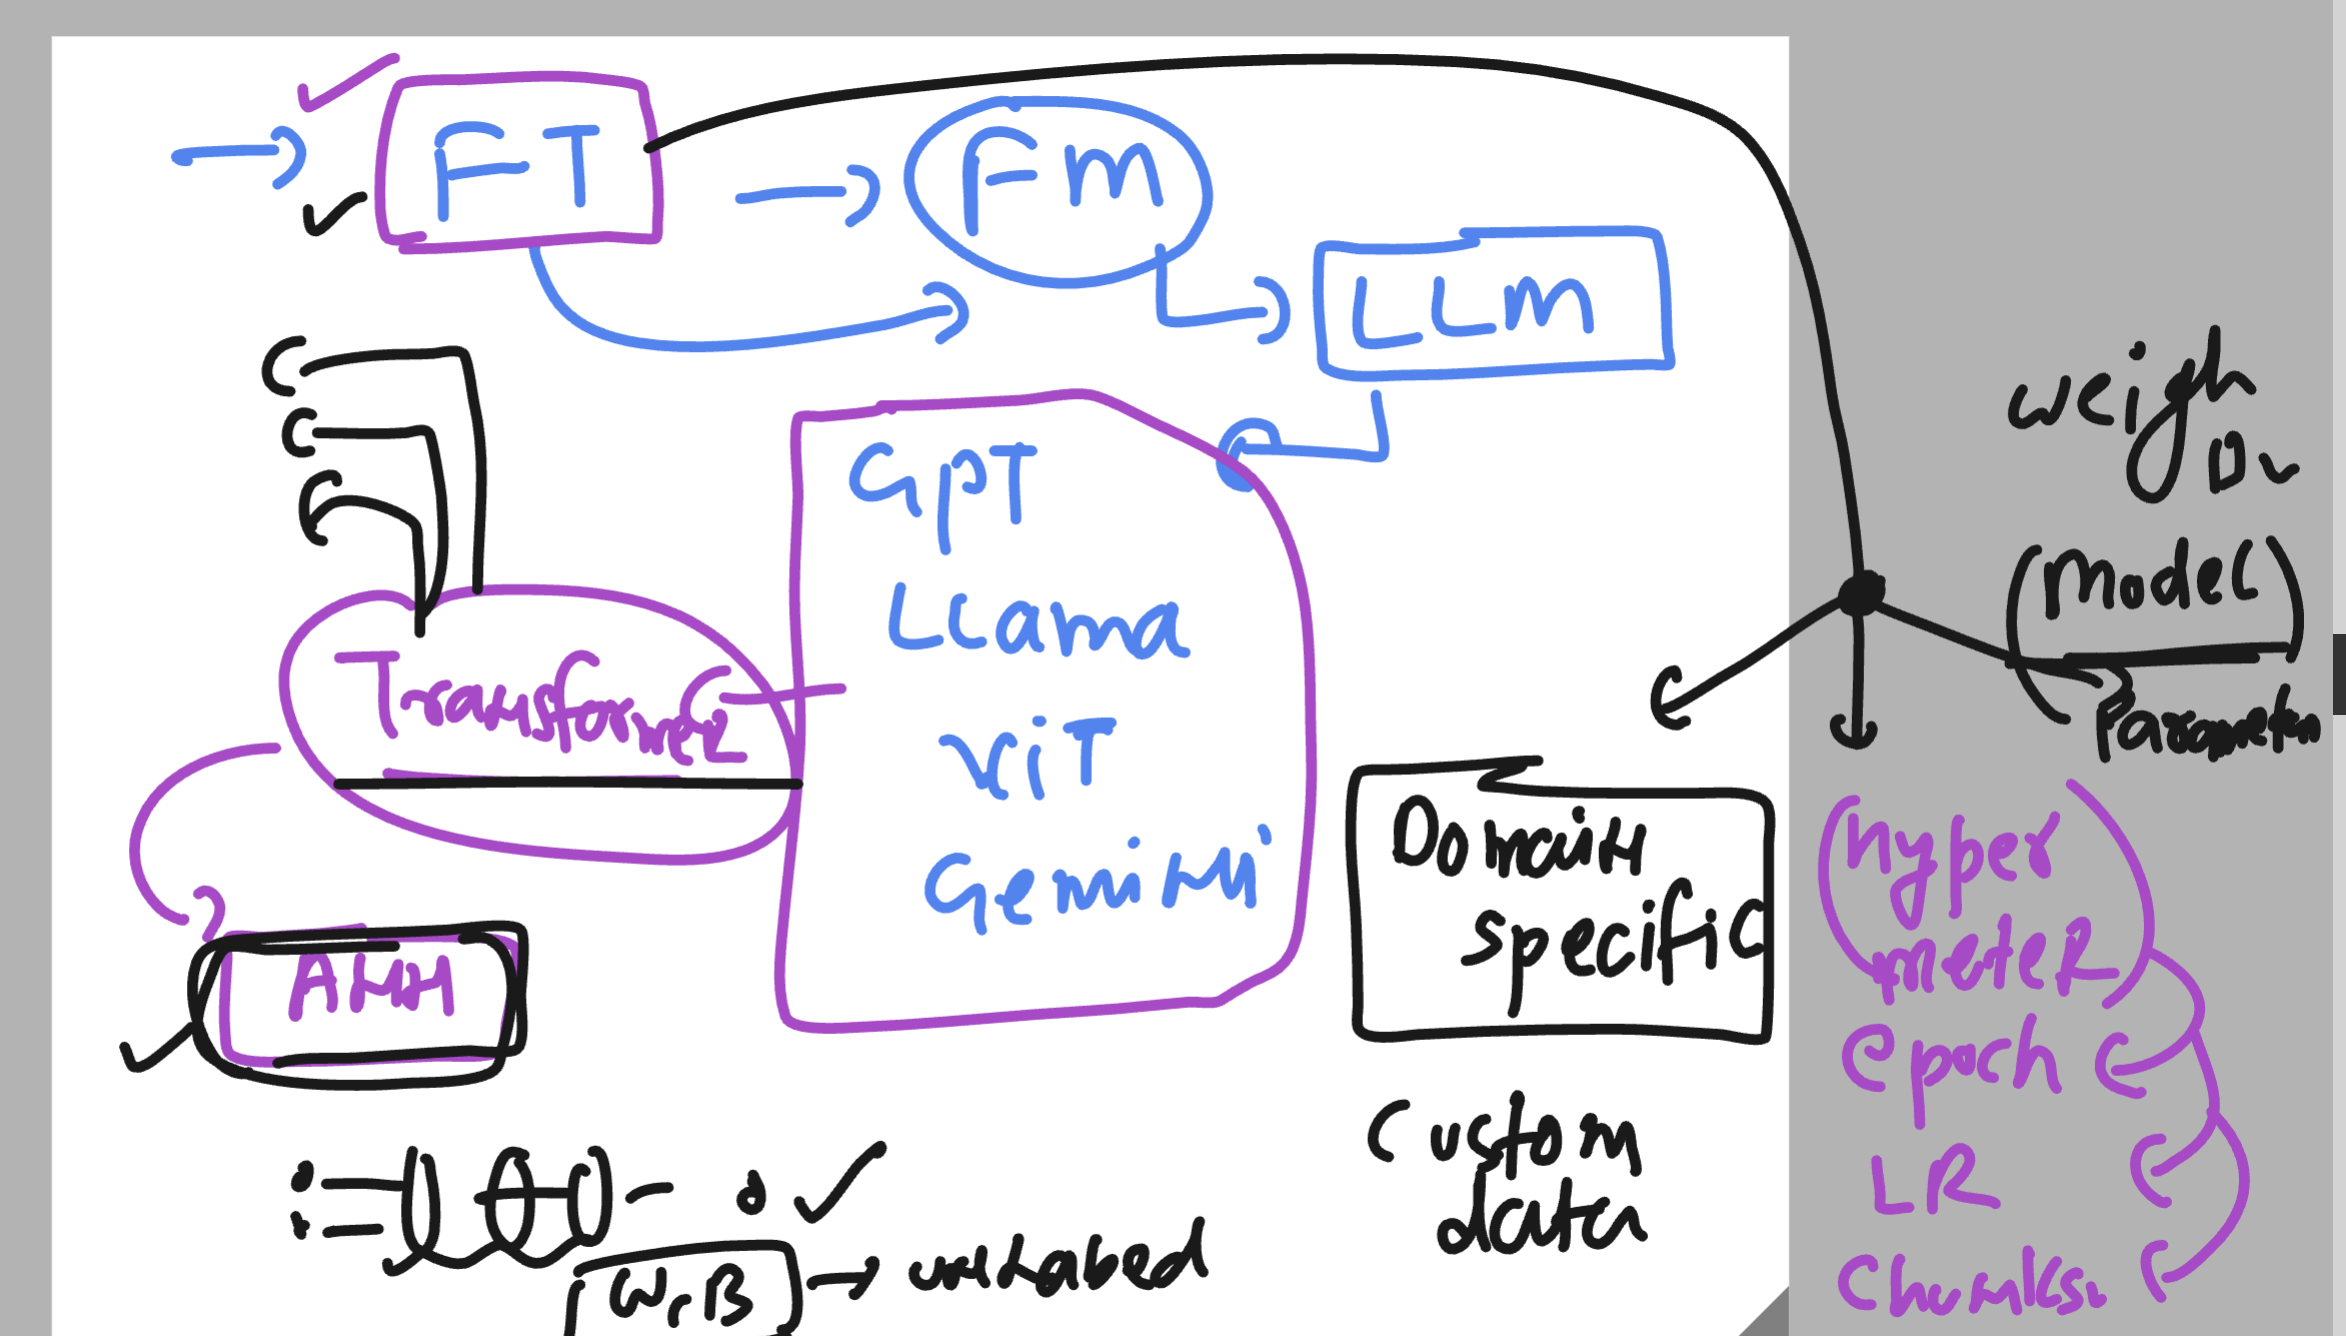 FT
FM
LLM
GPT
LLama
ViT
Gemini
Transformer
ANN
W, B
Domain
specific
Custom
data
weigh
(Model)
Parameter
(hyper
meter)
epoch
LR
Chunks